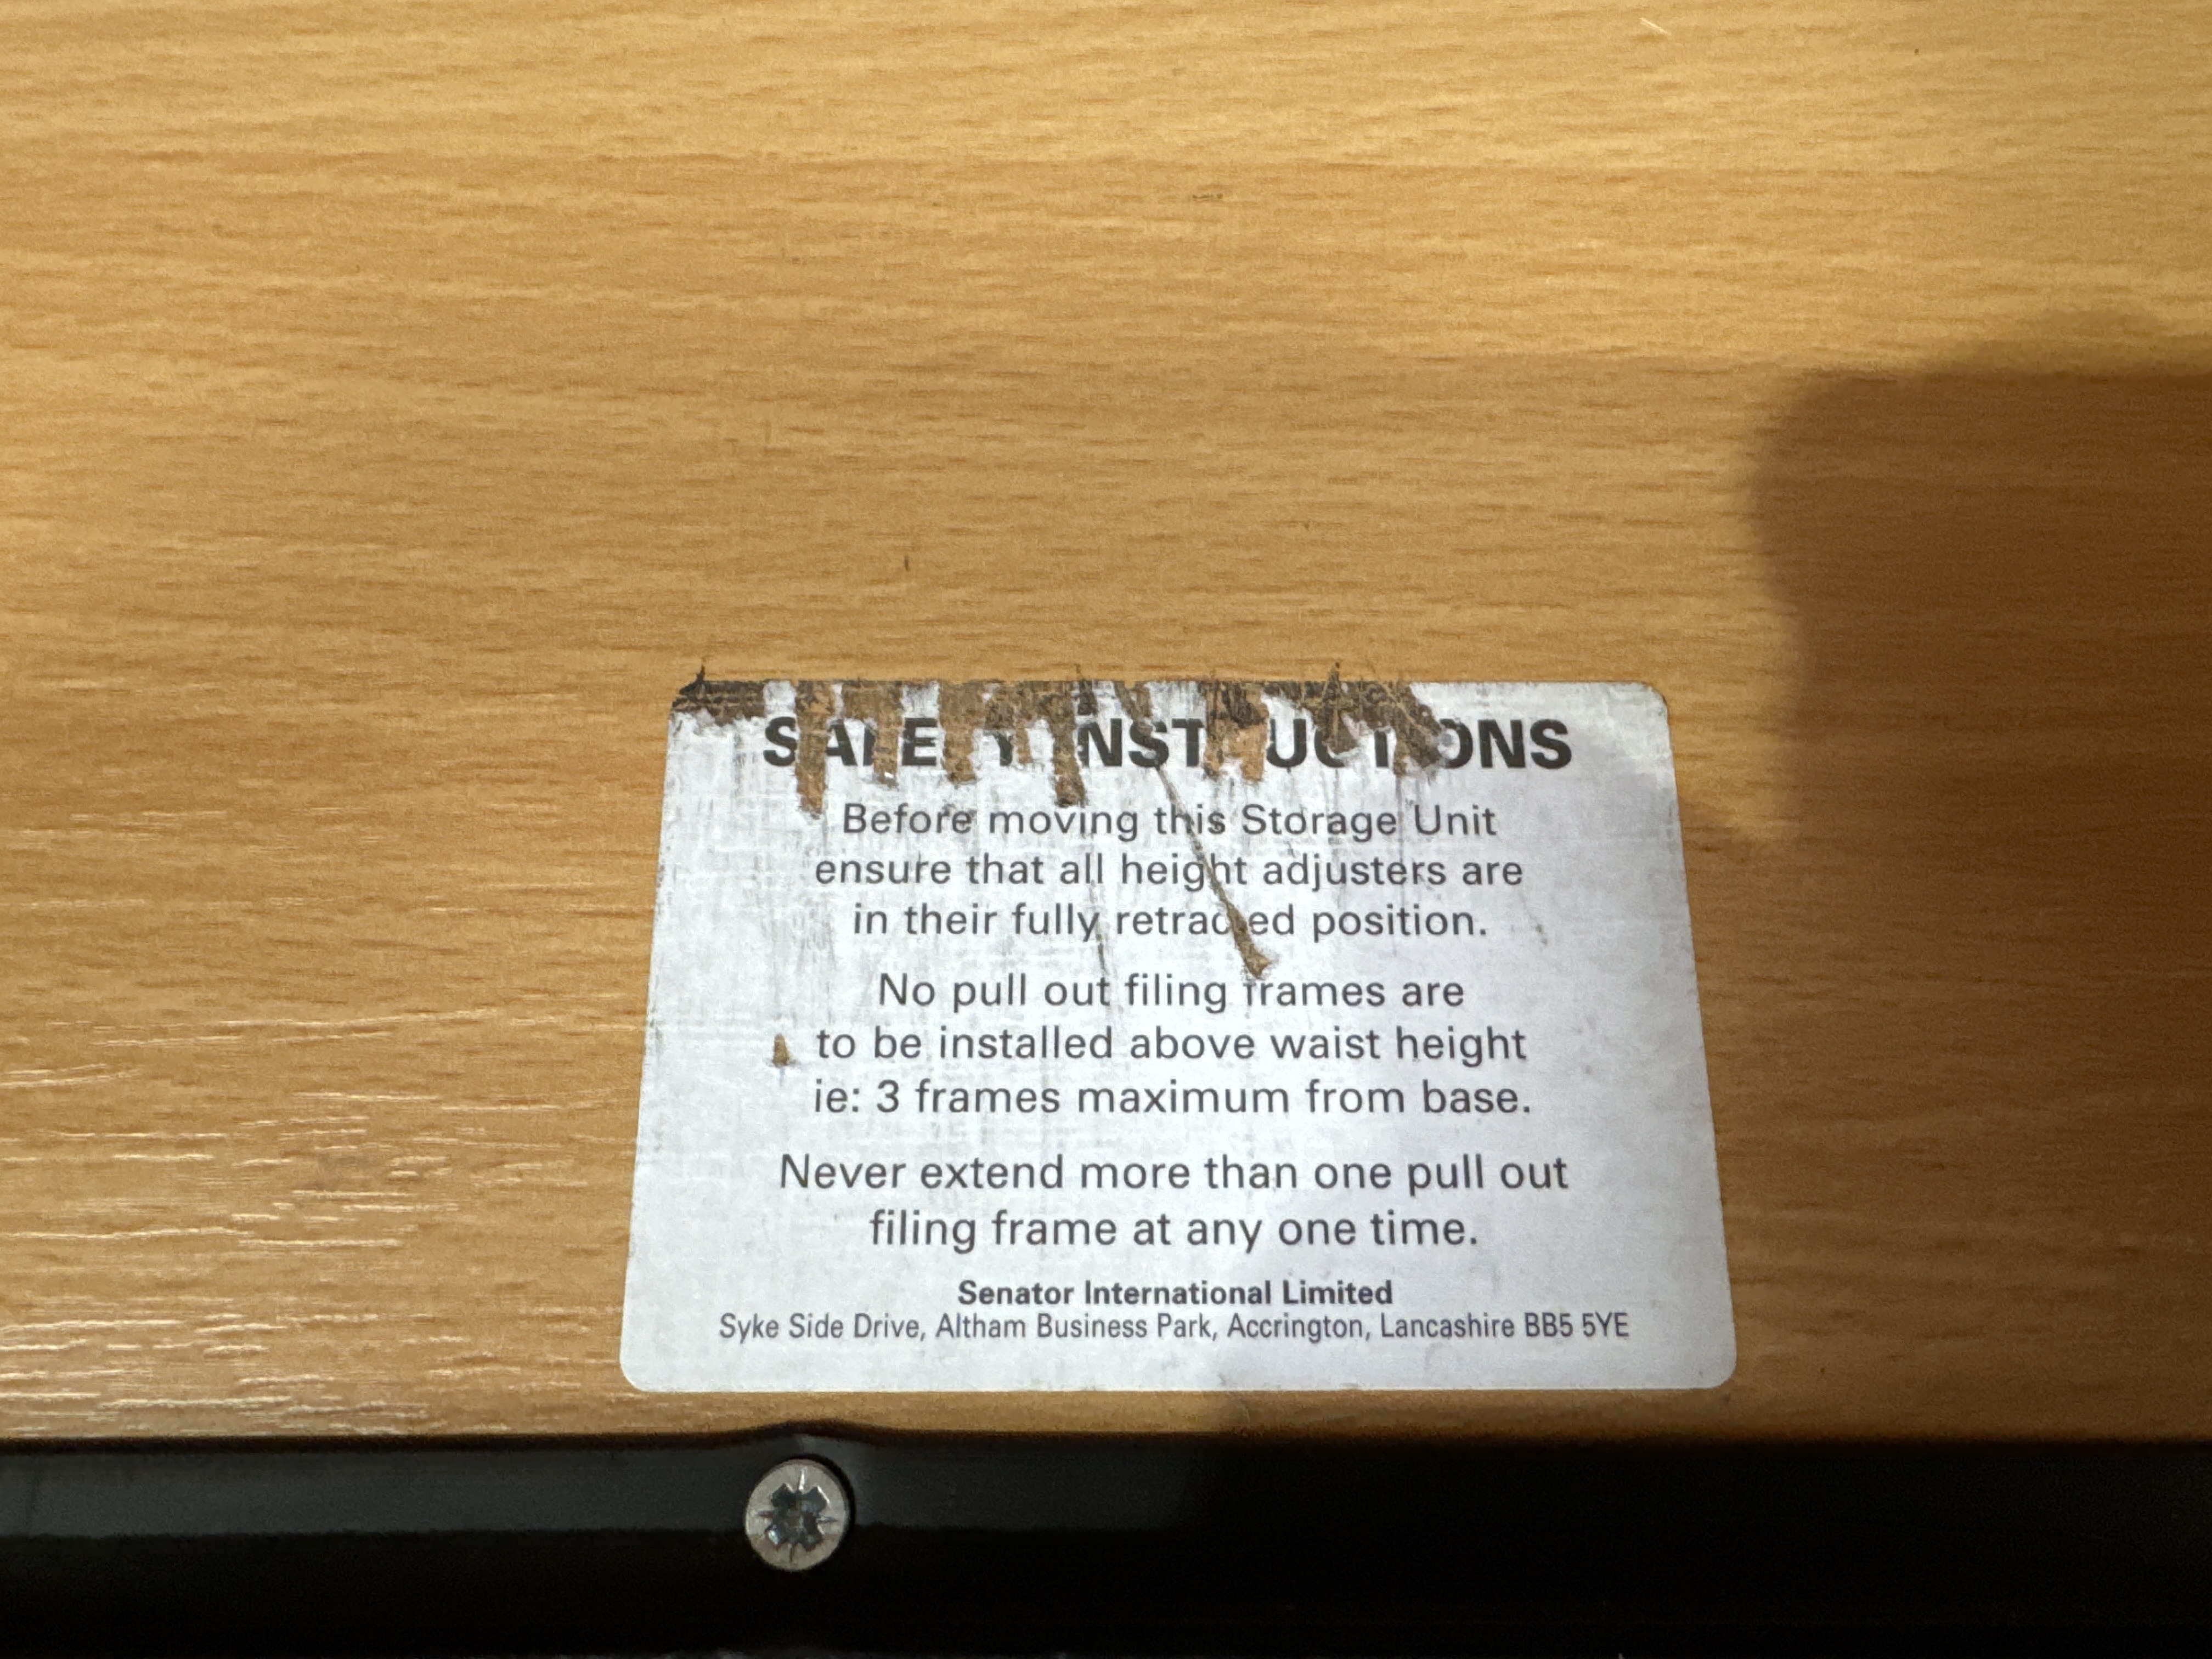 SAFETY INSTRUCTIONS
Before moving this Storage Unit
ensure that all height adjusters are
in their fully retracted position.
No pull out filing frames are
to be installed above waist height
ie: 3 frames maximum from base.
Never extend more than one pull out
filing frame at any one time.
Senator International Limited
Syke Side Drive, Altham Business Park, Accrington, Lancashire BB5 5YE